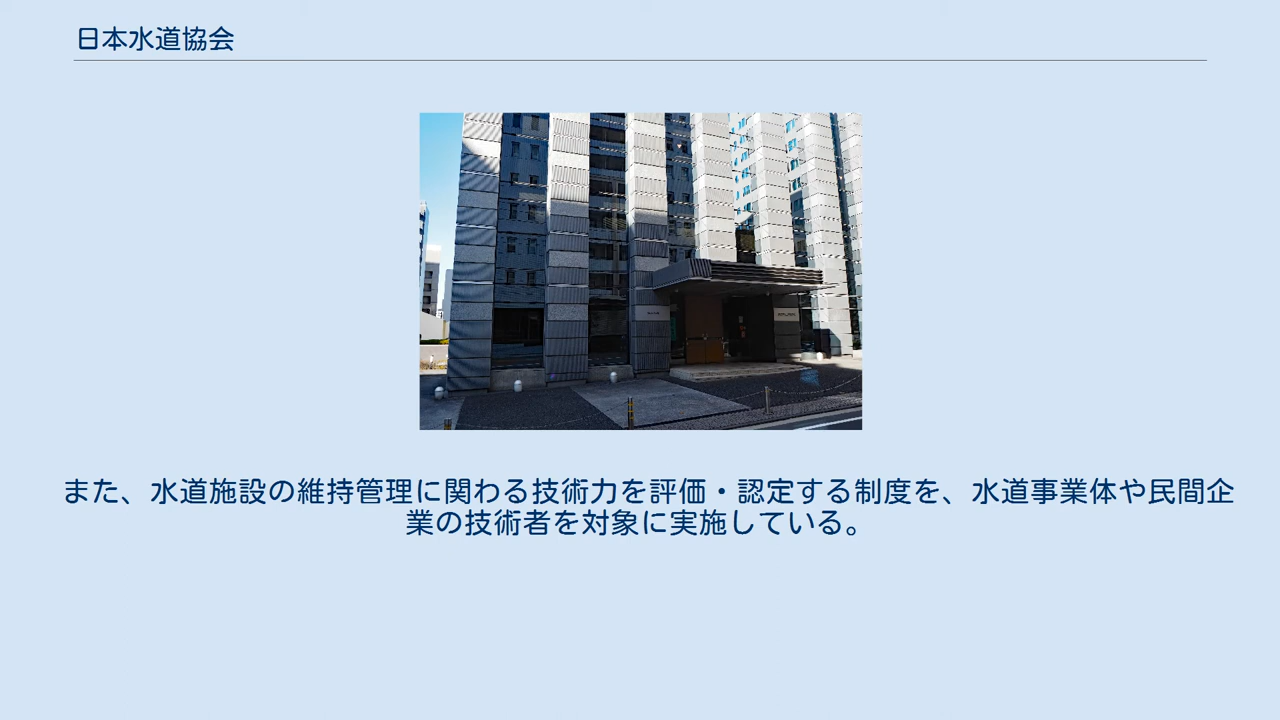 日本水道協会
また、水道施設の維持管理に関わる技術力を評価・認定する制度を、水道事業体や民間企
業の技術者を対象に実施している。